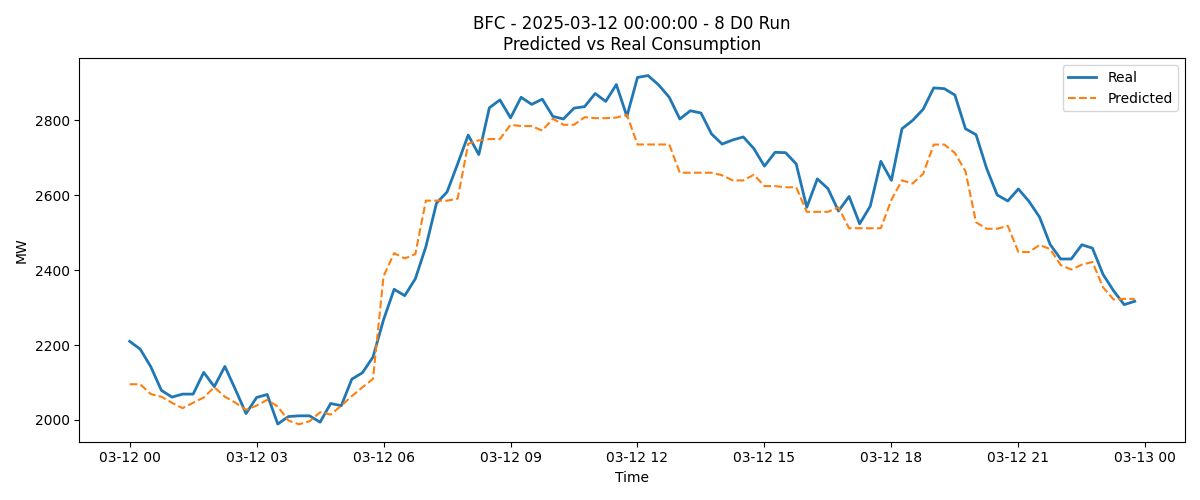 BFC - 2025-03-12 00:00:00 - 8 D0 Run
Predicted vs Real Consumption
Real
Predicted
MW
2800
2600
2400
2200
2000
03-12 00
03-12 03
03-12 06
03-12 09
03-12 12
03-12 15
03-12 18
03-12 21
03-13 00
Time